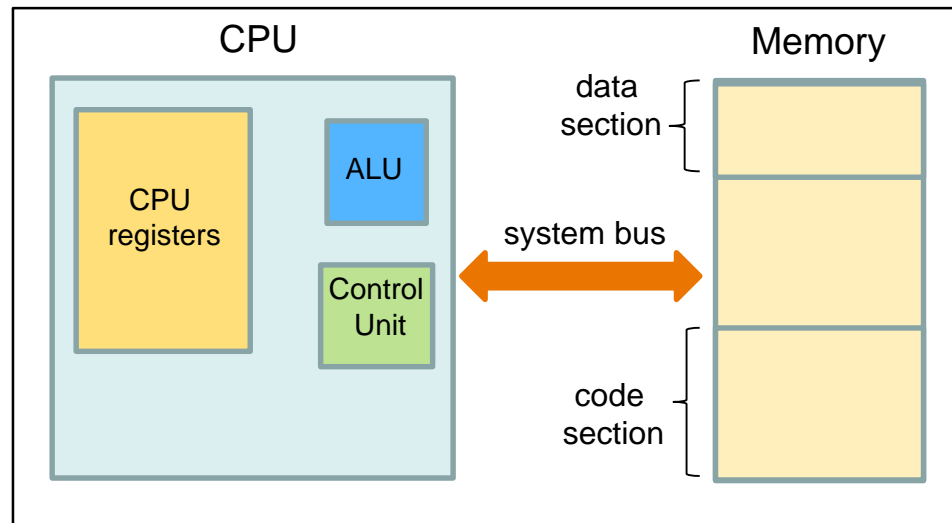 CPU
Memory
data
section
CPU
registers
ALU
system bus
Control
Unit
code
section